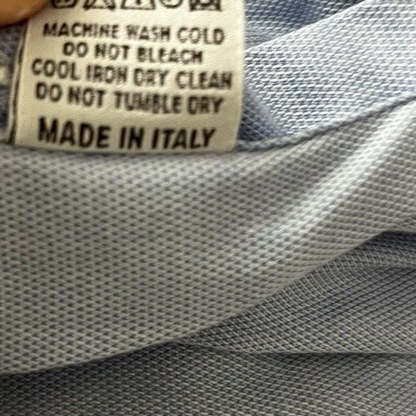 MACHINE WASH COLD
DO NOT BLEACH
COOL IRON DRY CLEAN
DO NOT TUMBLE DRY
MADE IN ITALY